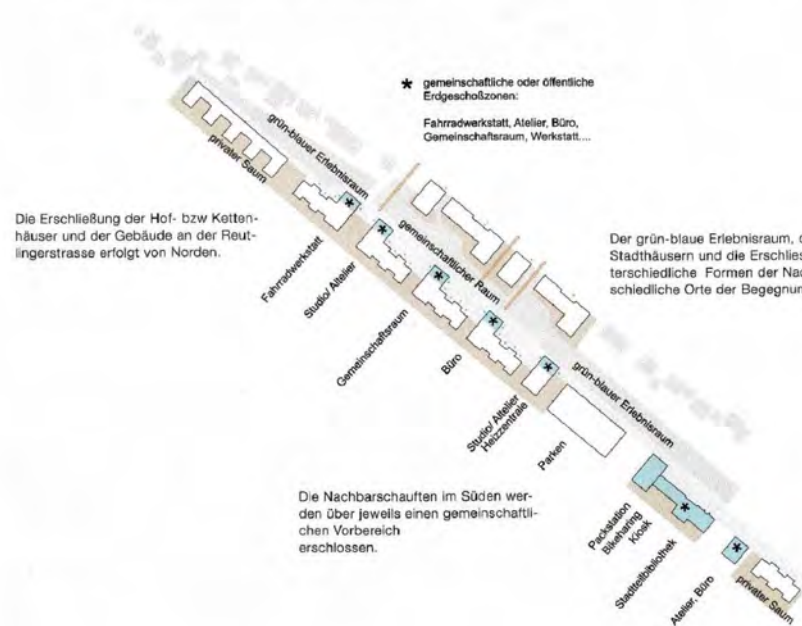 * gemeinschaftliche oder öffentliche
Erdgeschoßzonen:
Fahrradwerkstatt, Atelier, Büro,
Gemeinschaftsraum, Werkstatt....
grün-blauer Erlebnisraum
privater Saum
Die Erschließung der Hof- bzw Ketten-
häuser und der Gebäude an der Reut-
lingerstrasse erfolgt von Norden.
gemeinschaftlicher Raum
Der grün-blaue Erlebnisraum,
Stadthäusern und die Erschlies
terschiedliche Formen der Nac
schiedliche Orte der Begegnun
*
Fahrradwerkstatt
*
Studio/ Altelier
*
Gemeinschaftsraum
*
Büro
*
Studio/ Altelier
Heizzentrale
grün-blauer Erlebnisraum
Parken
Die Nachbarschauften im Süden wer-
den über jeweils einen gemeinschaftli-
chen Vorbereich
erschlossen.
Packstation
Bikeharing
Kiosk
*
Stadtteilbibliothek
*
Atelier, Büro
privater Saum